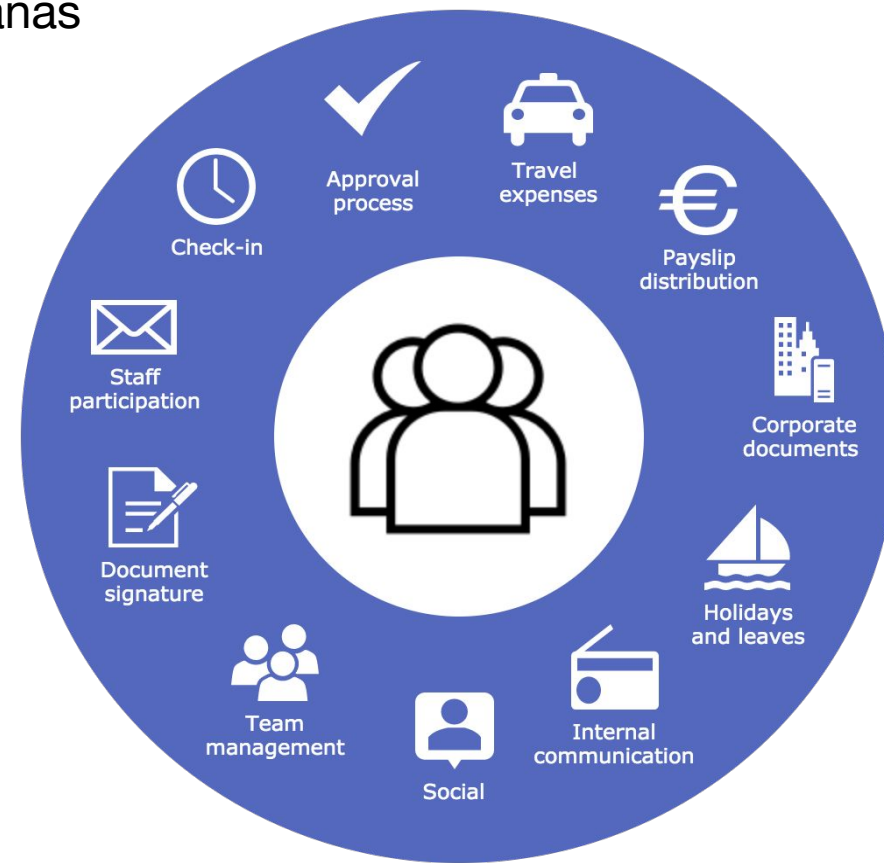 Approval
process
Travel
expenses
Payslip
distribution
Corporate
documents
Holidays
and leaves
Internal
communication
Social
Team
management
Document
signature
Staff
participation
Check-in